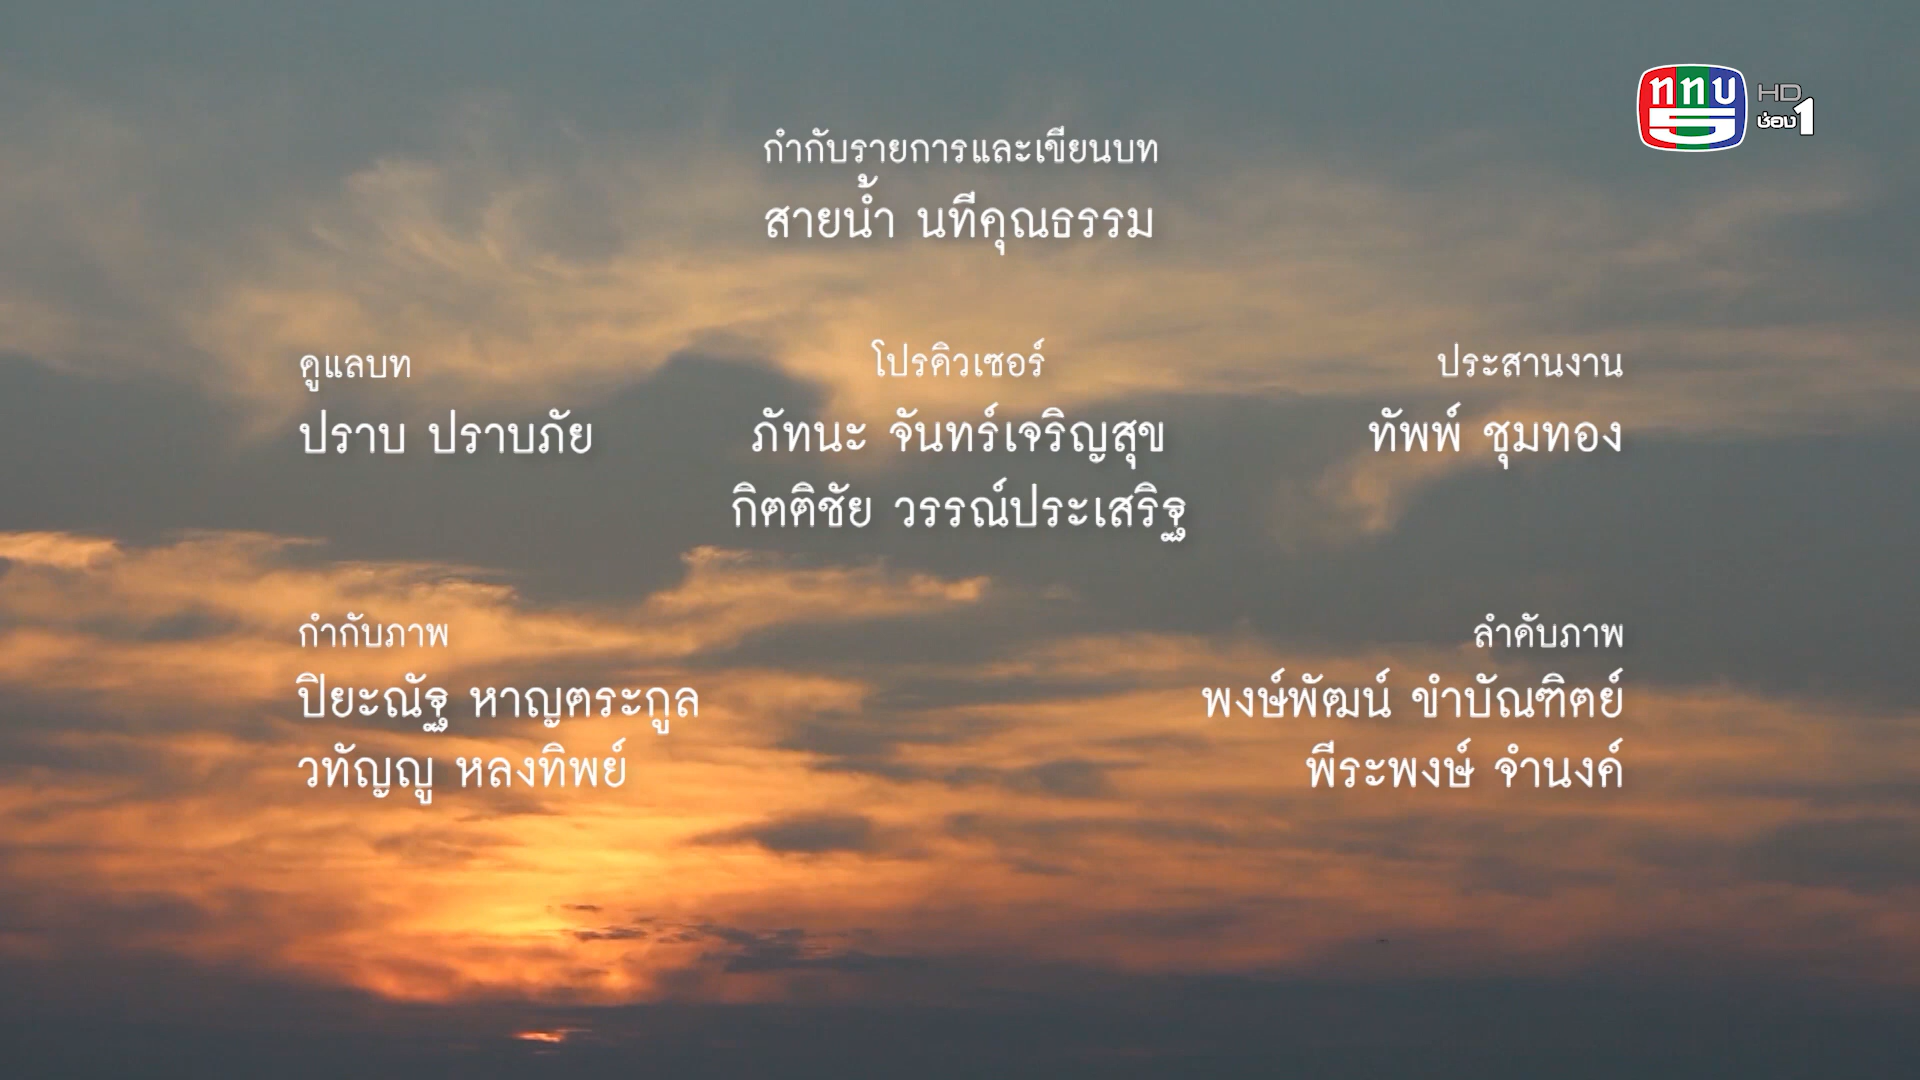 ททบ 5 HD ช่อง 1
กำกับรายการและเขียนบท
สายน้ำ นทีคุณธรรม
ดูแลบท
ปราบ ปราบภัย
โปรดิวเซอร์
ภัทนะ จันทร์เจริญสุข
กิตติชัย วรรณ์ประเสริฐ
ประสานงาน
ทัพพ์ ชุมทอง
กำกับภาพ
ปิยะณัฐ หาญตระกูล
วทัญญู หลงทิพย์
ลำดับภาพ
พงษ์พัฒน์ ขำบัณฑิตย์
พีระพงษ์ จำนงค์